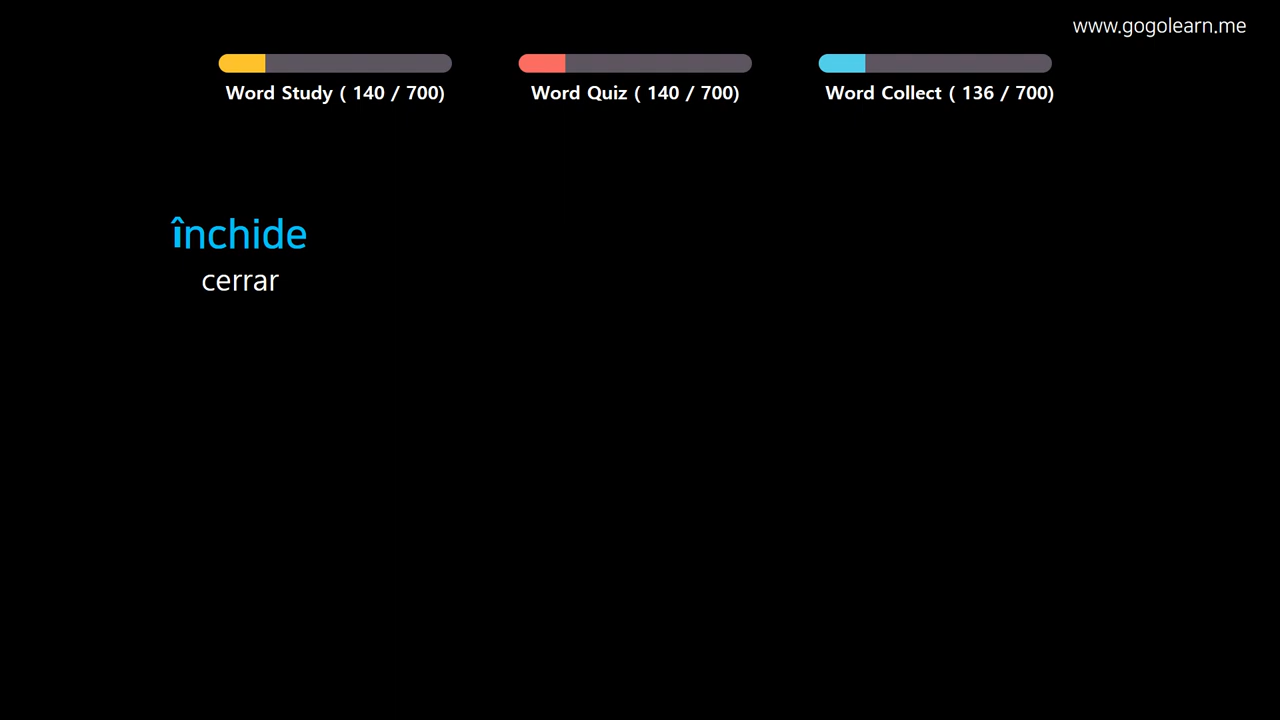 www.gogolearn.me
Word Study ( 140 / 700)
Word Quiz ( 140 / 700)
Word Collect ( 136 / 700)
închide
cerrar